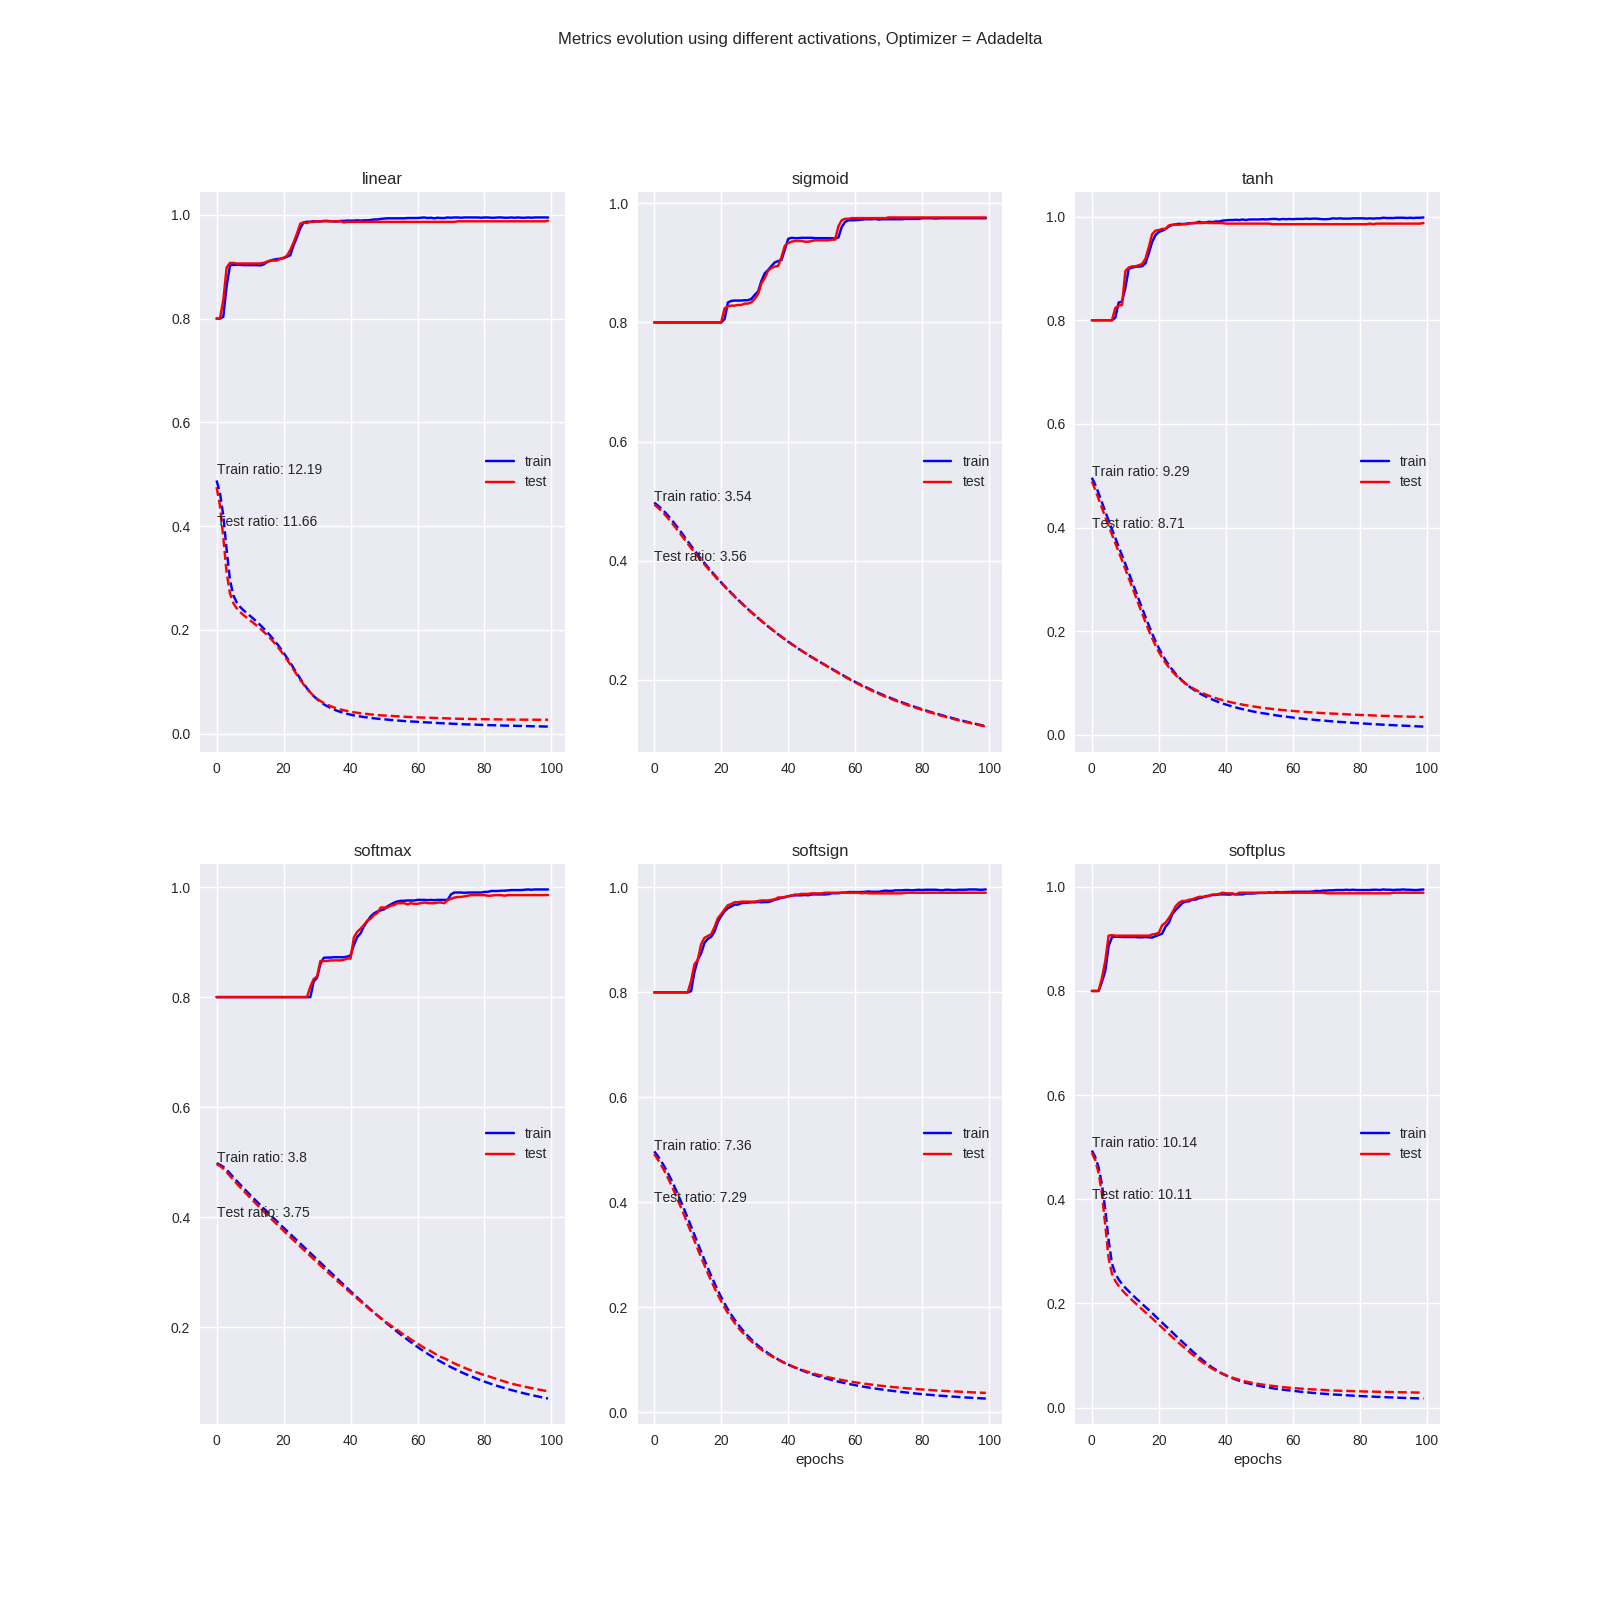 Metrics evolution using different activations, Optimizer = Adadelta
linear
1.0
0.8
0.6
0.4
0.2
0.0
Train ratio: 12.19
Test ratio: 11.66
train
test
0 20 40 60 80 100
sigmoid
1.0
0.8
0.6
0.4
0.2
Train ratio: 3.54
Test ratio: 3.56
train
test
0 20 40 60 80 100
tanh
1.0
0.8
0.6
0.4
0.2
0.0
Train ratio: 9.29
Test ratio: 8.71
train
test
0 20 40 60 80 100
softmax
1.0
0.8
0.6
0.4
0.2
Train ratio: 3.8
Test ratio: 3.75
train
test
0 20 40 60 80 100
softsign
1.0
0.8
0.6
0.4
0.2
0.0
Train ratio: 7.36
Test ratio: 7.29
train
test
0 20 40 60 80 100
epochs
softplus
1.0
0.8
0.6
0.4
0.2
0.0
Train ratio: 10.14
Test ratio: 10.11
train
test
0 20 40 60 80 100
epochs